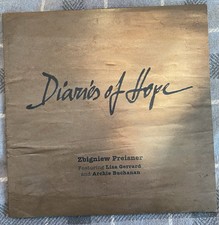 Diaries of Hope
Zbigniew Preisner
Featuring Lisa Gerrard
and Archie Buchanan